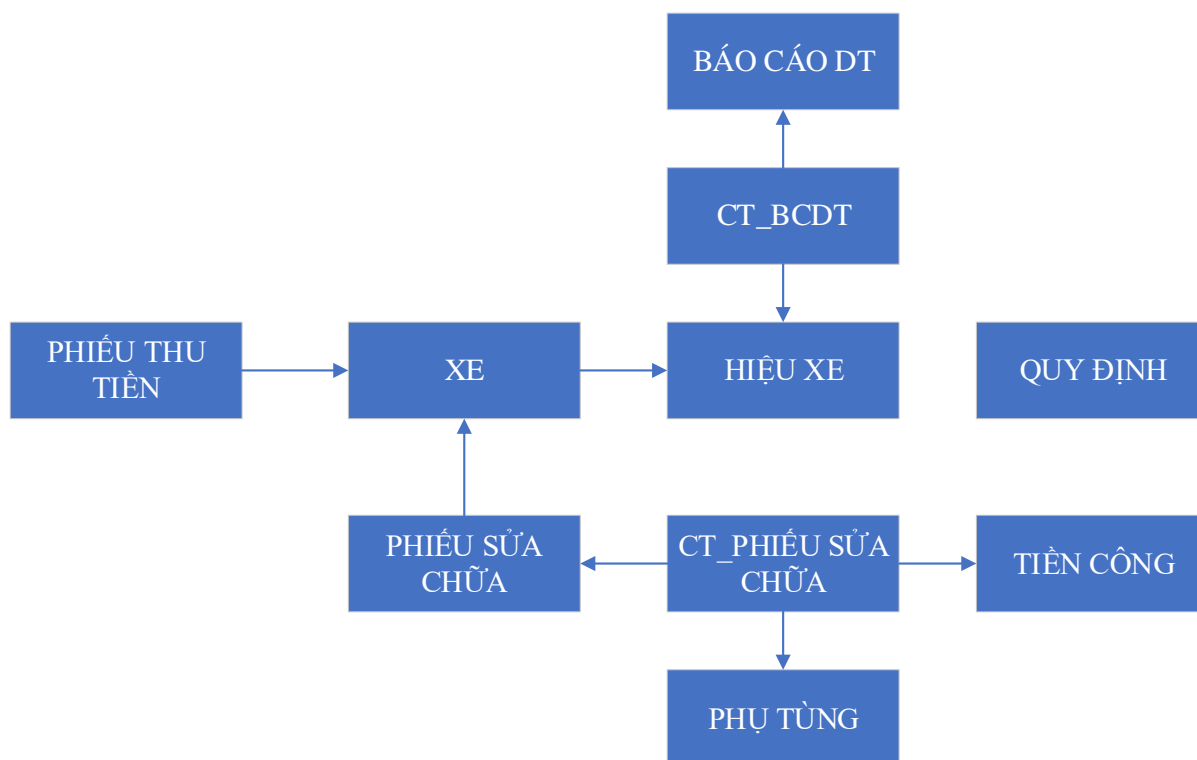 BÁO CÁO DT
CT_BCDT
PHIẾU THU
TIỀN
XE
HIỆU XE
QUY ĐỊNH
PHIẾU SỬA
CHỮA
CT_PHIẾU SỬA
CHỮA
TIỀN CÔNG
PHỤ TÙNG